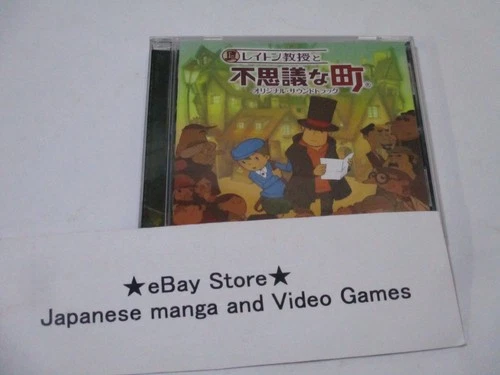 レイトン教授と
不思議な町
オリジナル・サウンドトラック
★eBay Store★
Japanese manga and Video Games